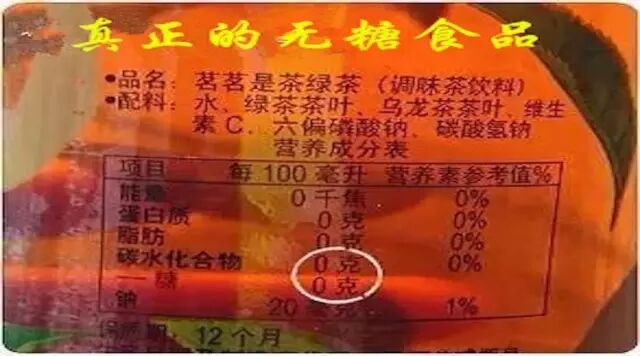 真正的无糖食品
•品名：茗茗是茶绿茶（调味茶饮料）
•配料：水、绿茶茶叶、乌龙茶茶叶、维生
素C、六偏磷酸钠、碳酸氢钠
营养成分表
项目 每100毫升 营养素参考值%
能量 0千焦 0%
蛋白质 0克 0%
脂肪 0克 0%
碳水化合物 0克 0%
—糖 0克
钠 20毫克 1%
保质期：12个月